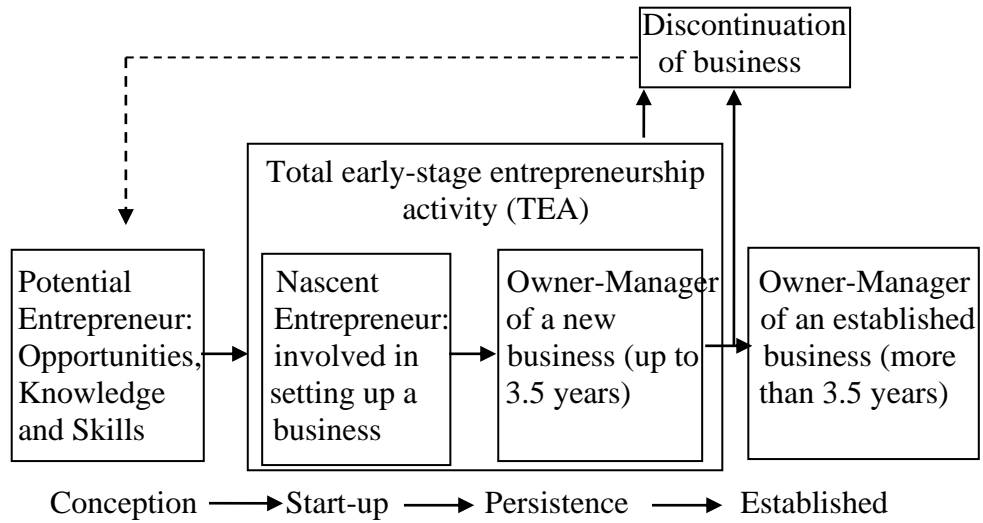 Discontinuation
of business
Total early-stage entrepreneurship
activity (TEA)
Potential
Entrepreneur:
Opportunities,
Knowledge
and Skills
Nascent
Entrepreneur:
involved in
setting up a
business
Owner-Manager
of a new
business (up to
3.5 years)
Owner-Manager
of an established
business (more
than 3.5 years)
Conception Start-up Persistence Established